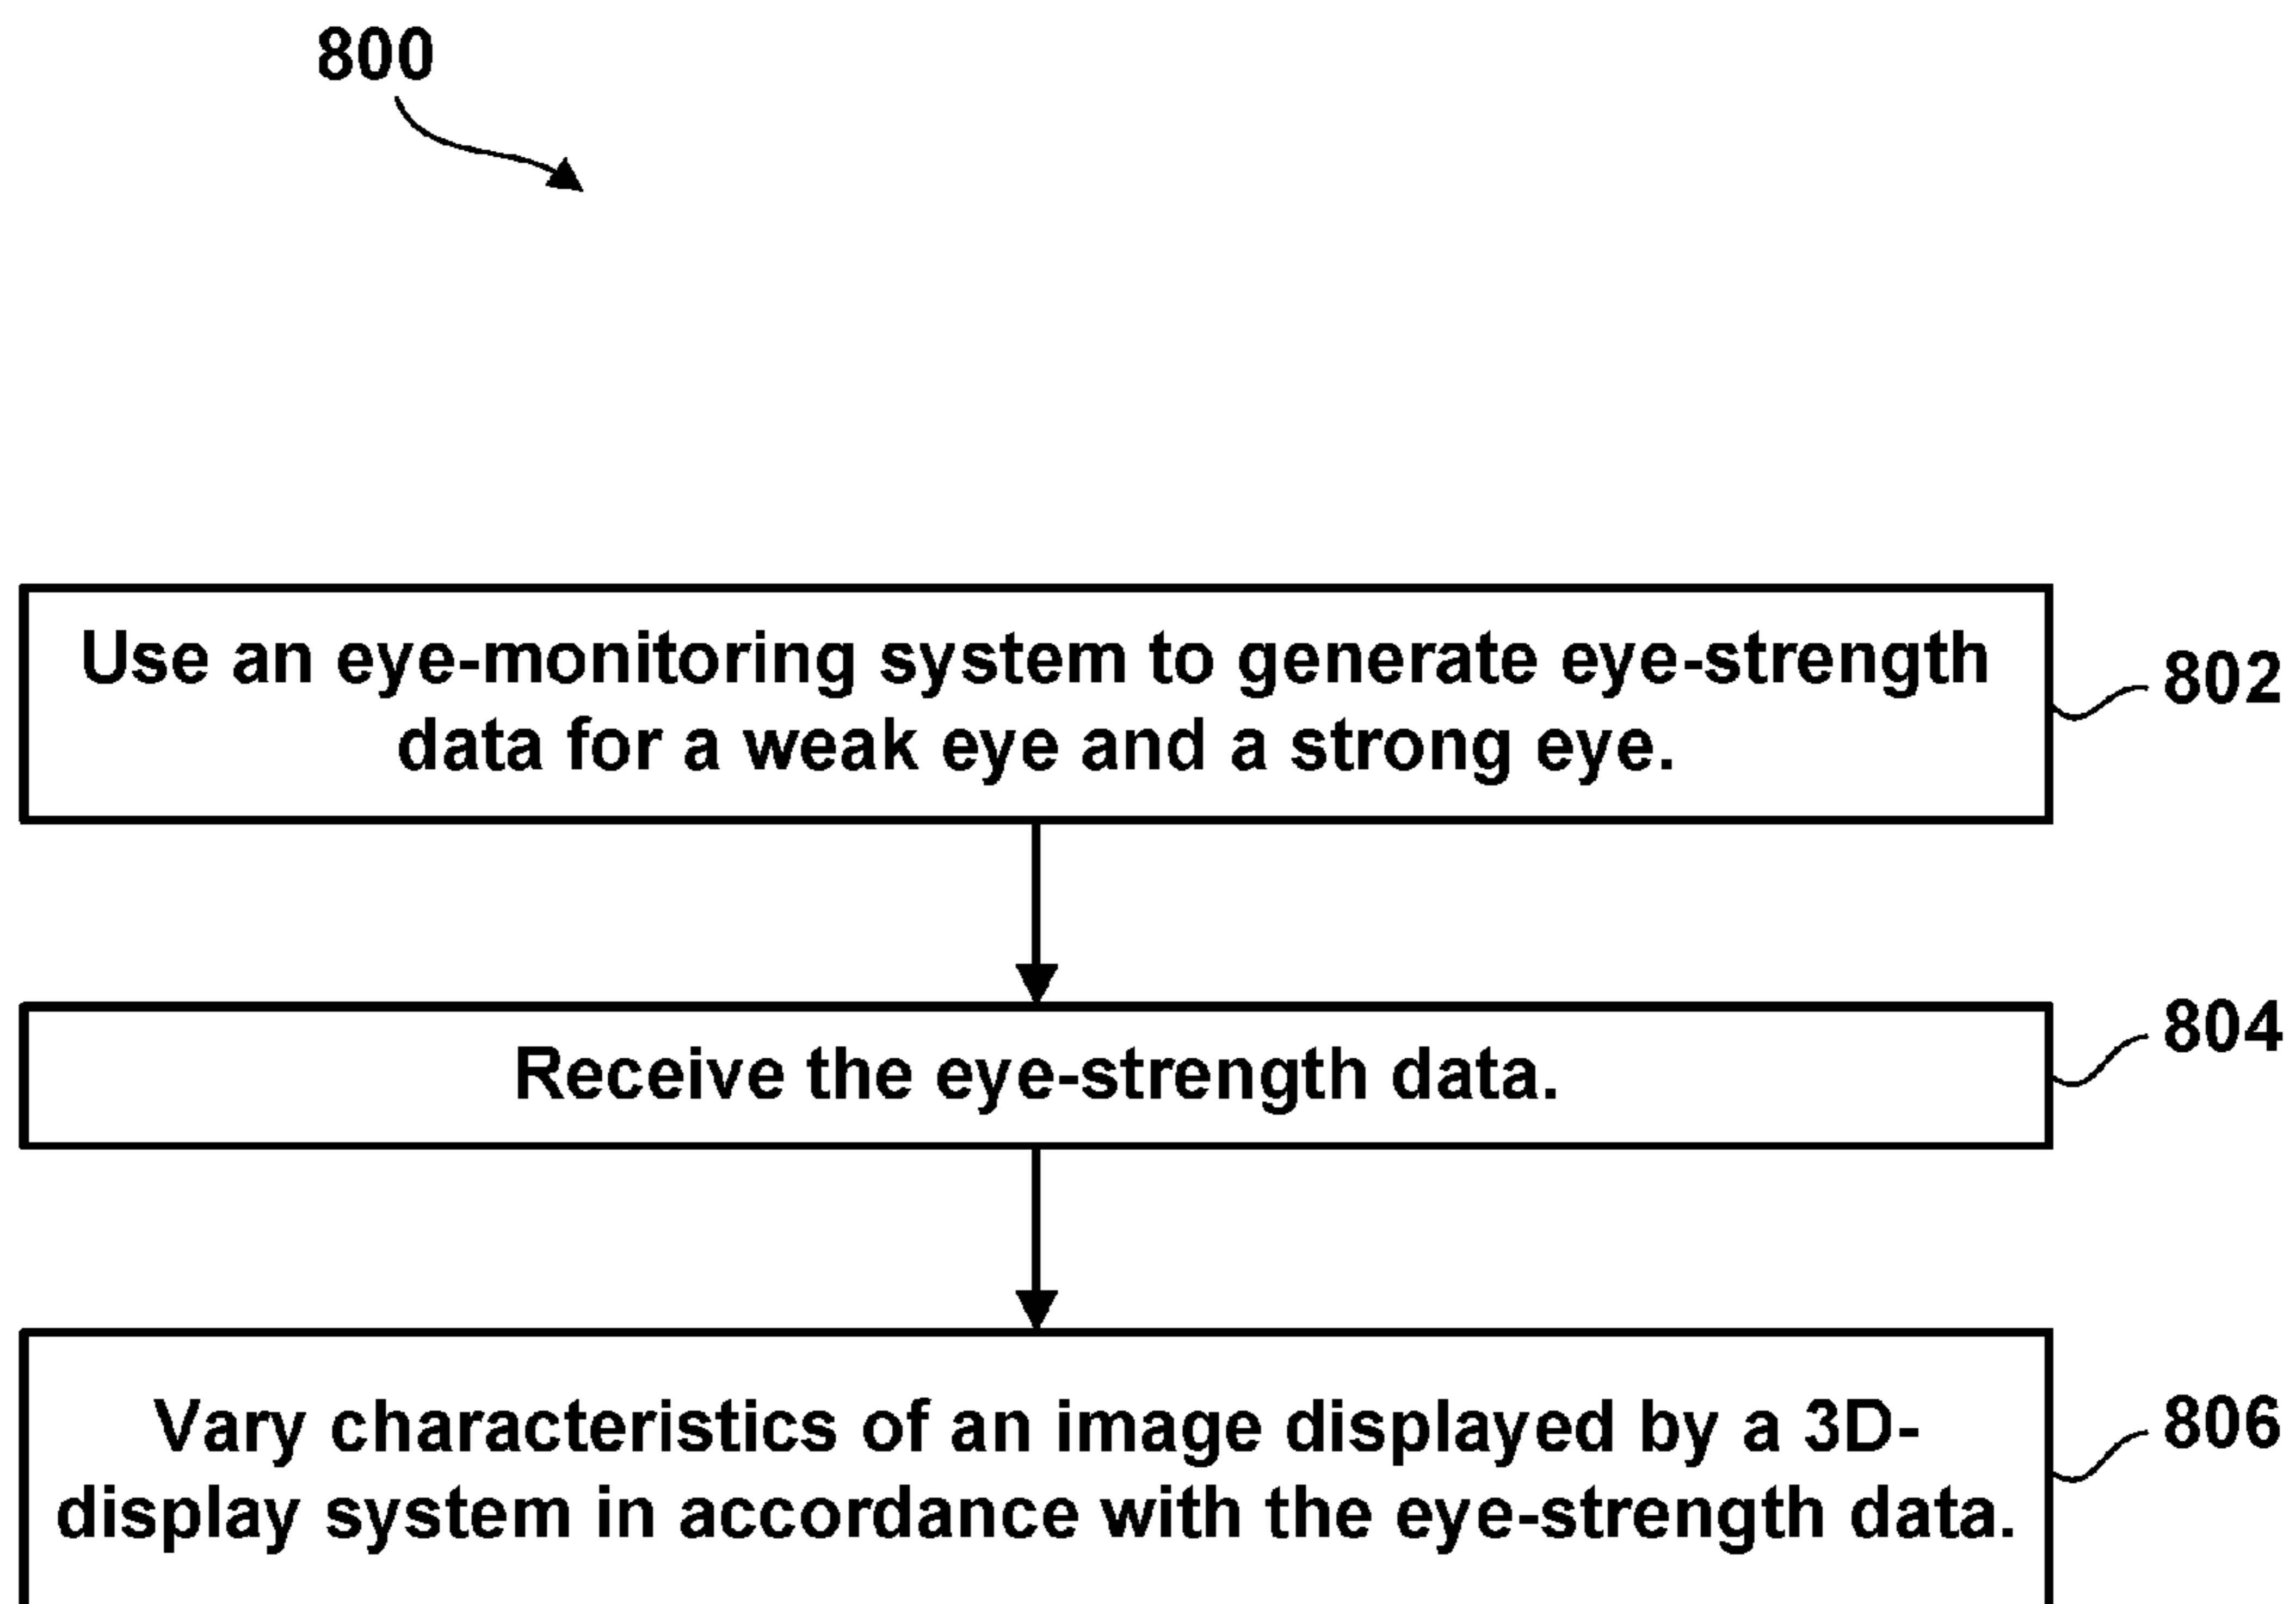 800
Use an eye-monitoring system to generate eye-strength
data for a weak eye and a strong eye.
802
Receive the eye-strength data.
804
Vary characteristics of an image displayed by a 3D-
display system in accordance with the eye-strength data.
806